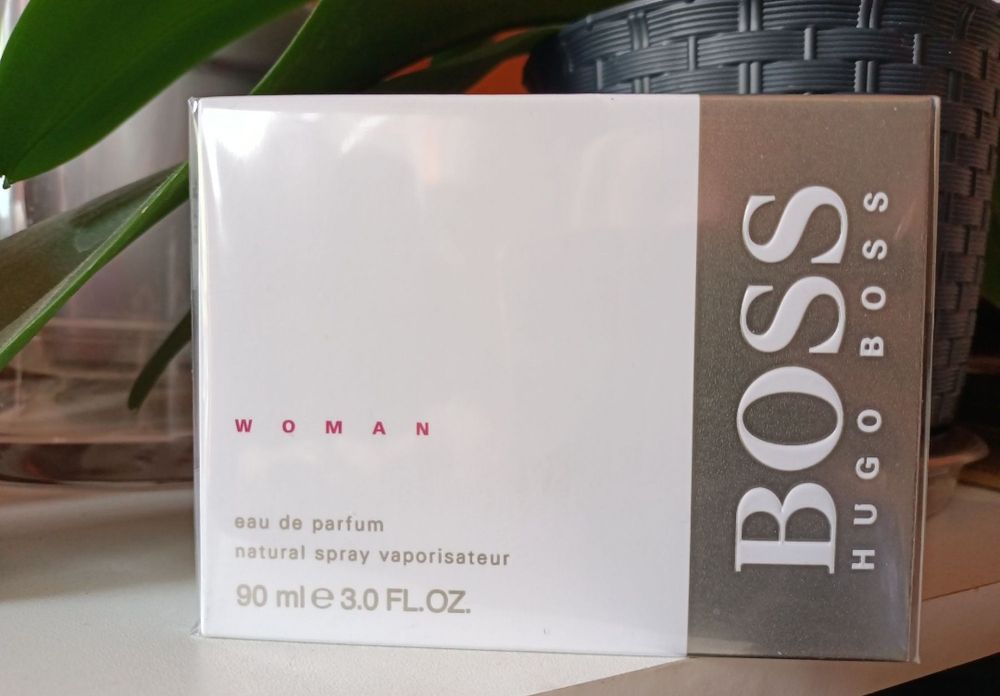 WOMAN
eau de parfum
natural spray vaporisateur
90 ml e 3.0 FL.OZ.
BOSS
HUGO BOSS